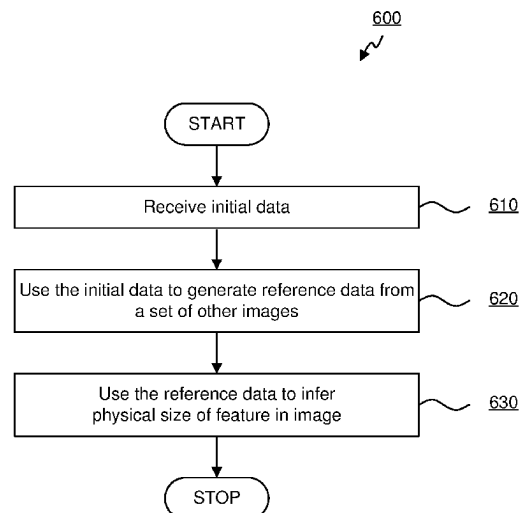 600
START
Receive initial data
610
Use the initial data to generate reference data from
a set of other images
620
Use the reference data to infer
physical size of feature in image
630
STOP